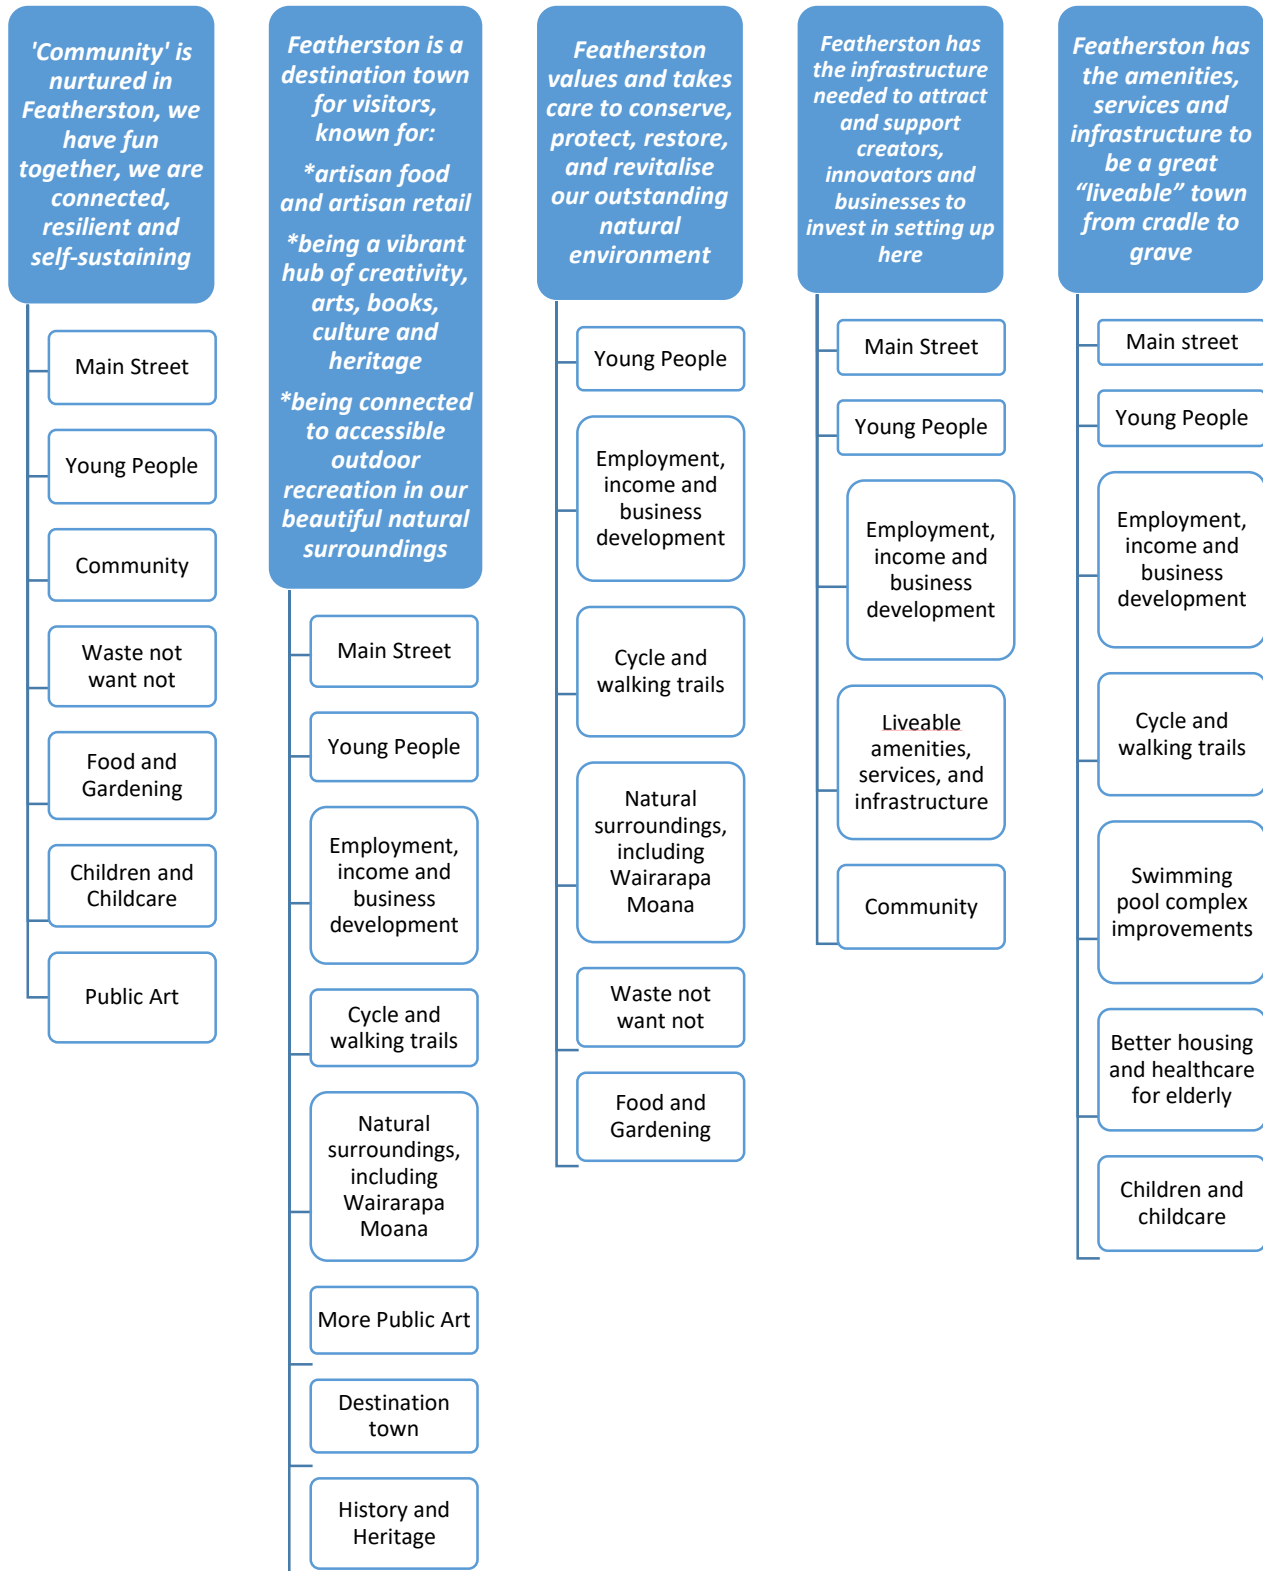 'Community' is
nurtured in
Featherston, we
have fun
together, we are
connected,
resilient and
self-sustaining
Main Street
Young People
Community
Waste not
want not
Food and
Gardening
Children and
Childcare
Public Art
Featherston is a
destination town
for visitors,
known for:
*artisan food
and artisan retail
*being a vibrant
hub of creativity,
arts, books,
culture and
heritage
*being connected
to accessible
outdoor
recreation in our
beautiful natural
surroundings
Main Street
Young People
Employment,
income and
business
development
Cycle and
walking trails
Natural
surroundings,
including
Wairarapa
Moana
More Public Art
Destination
town
History and
Heritage
Featherston
values and takes
care to conserve,
protect, restore,
and revitalise
our outstanding
natural
environment
Young People
Employment,
income and
business
development
Cycle and
walking trails
Natural
surroundings,
including
Wairarapa
Moana
Waste not
want not
Food and
Gardening
Featherston has
the infrastructure
needed to attract
and support
creators,
innovators and
businesses to
invest in setting up
here
Main Street
Young People
Employment,
income and
business
development
Liveable
amenities,
services, and
infrastructure
Community
Featherston has
the amenities,
services and
infrastructure to
be a great
“liveable” town
from cradle to
grave
Main street
Young People
Employment,
income and
business
development
Cycle and
walking trails
Swimming
pool complex
improvements
Better housing
and healthcare
for elderly
Children and
childcare